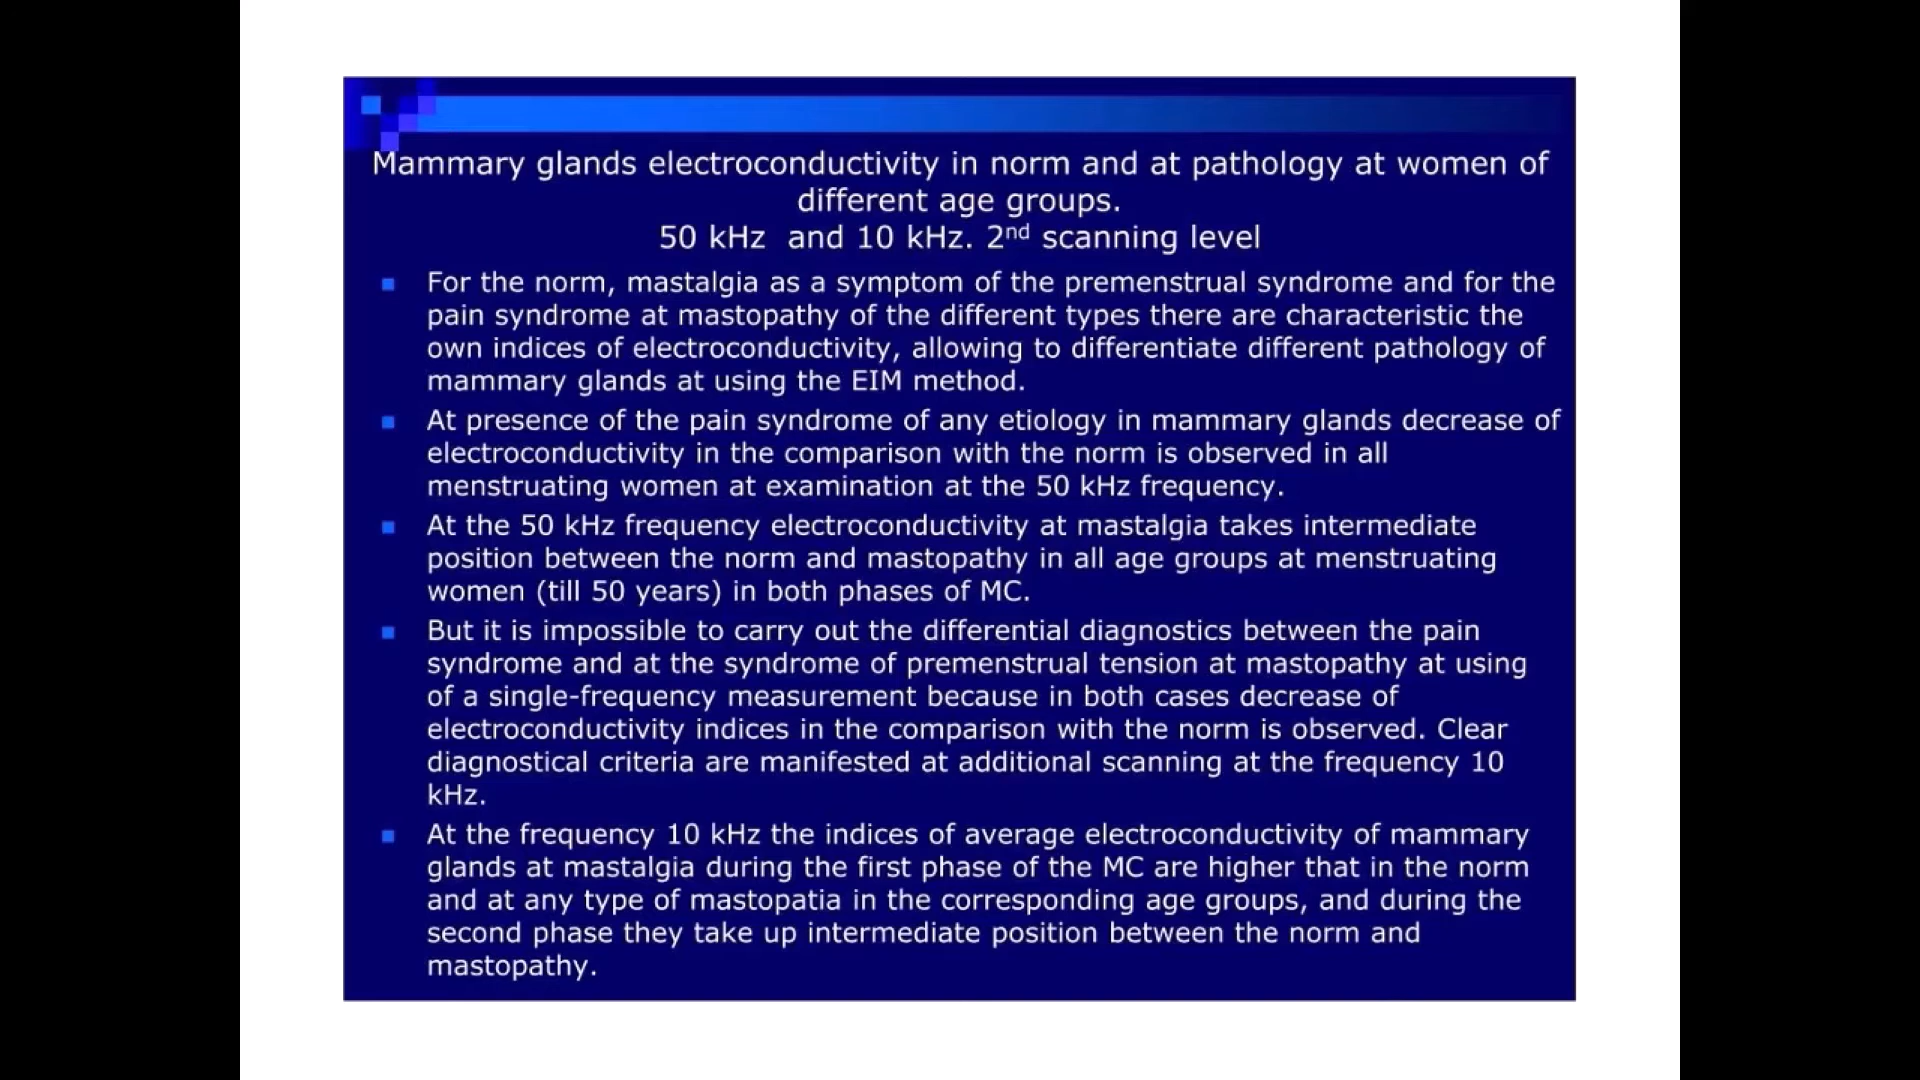 Mammary glands electroconductivity in norm and at pathology at women of
different age groups.
50 kHz and 10 kHz. 2nd scanning level
For the norm, mastalgia as a symptom of the premenstrual syndrome and for the
pain syndrome at mastopathy of the different types there are characteristic the
own indices of electroconductivity, allowing to differentiate different pathology of
mammary glands at using the EIM method.
At presence of the pain syndrome of any etiology in mammary glands decrease of
electroconductivity in the comparison with the norm is observed in all
menstruating women at examination at the 50 kHz frequency.
At the 50 kHz frequency electroconductivity at mastalgia takes intermediate
position between the norm and mastopathy in all age groups at menstruating
women (till 50 years) in both phases of MC.
But it is impossible to carry out the differential diagnostics between the pain
syndrome and at the syndrome of premenstrual tension at mastopathy at using
of a single-frequency measurement because in both cases decrease of
electroconductivity indices in the comparison with the norm is observed. Clear
diagnostical criteria are manifested at additional scanning at the frequency 10
kHz.
At the frequency 10 kHz the indices of average electroconductivity of mammary
glands at mastalgia during the first phase of the MC are higher that in the norm
and at any type of mastopatia in the corresponding age groups, and during the
second phase they take up intermediate position between the norm and
mastopathy.